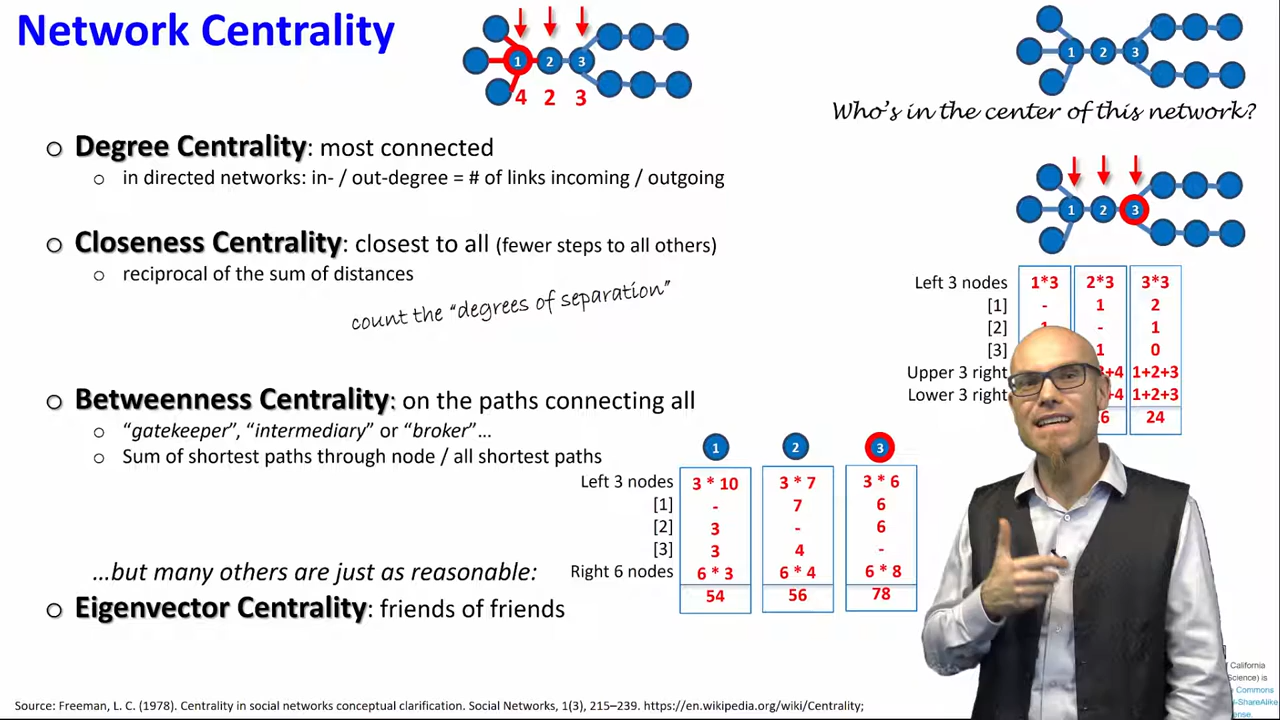 Network Centrality
1 2 3
4 2 3
1 2 3
Who's in the center of this network?
Degree Centrality: most connected
in directed networks: in- / out-degree = # of links incoming / outgoing
1 2 3
Closeness Centrality: closest to all (fewer steps to all others)
reciprocal of the sum of distances
count the "degrees of separation"
Left 3 nodes 1*3 2*3 3*3
[1] - 1 2
[2] 1 - 1
[3] 1 0
Upper 3 right 1+2+3
Lower 3 right 1+2+3
24
Betweenness Centrality: on the paths connecting all
"gatekeeper", "intermediary" or "broker"...
Sum of shortest paths through node / all shortest paths
1 2 3
Left 3 nodes 3 * 10 3 * 7 3 * 6
[1] - 7 6
[2] 3 - 6
[3] 3 4 -
Right 6 nodes 6 * 3 6 * 4 6 * 8
54 56 78
...but many others are just as reasonable:
Eigenvector Centrality: friends of friends
California
Science) is
Commons
ShareAlike
Source: Freeman, L. C. (1978). Centrality in social networks conceptual clarification. Social Networks, 1(3), 215–239. https://en.wikipedia.org/wiki/Centrality;